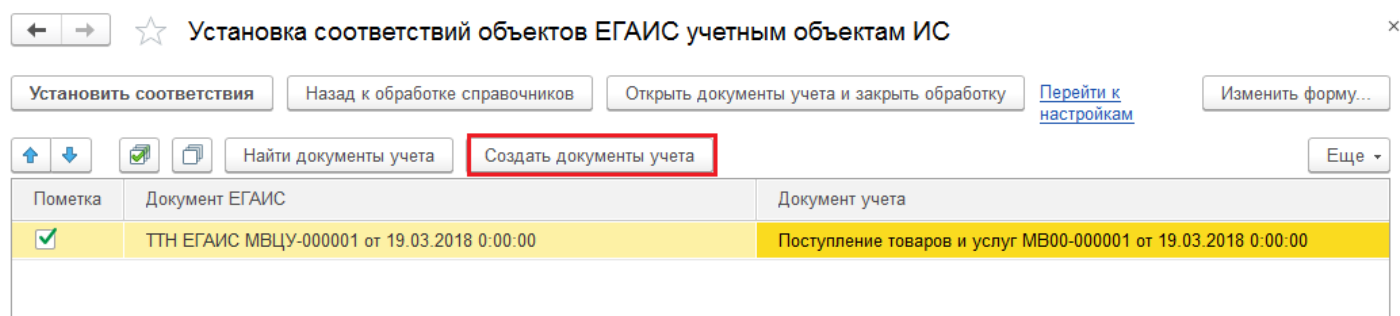 Установка соответствий объектов ЕГАИС учетным объектам ИС
Установить соответствия Назад к обработке справочников Открыть документы учета и закрыть обработку Перейти к настройкам Изменить форму...
Найти документы учета Создать документы учета Еще
Пометка Документ ЕГАИС Документ учета
ТТН ЕГАИС МВЦУ-000001 от 19.03.2018 0:00:00 Поступление товаров и услуг МВ00-000001 от 19.03.2018 0:00:00